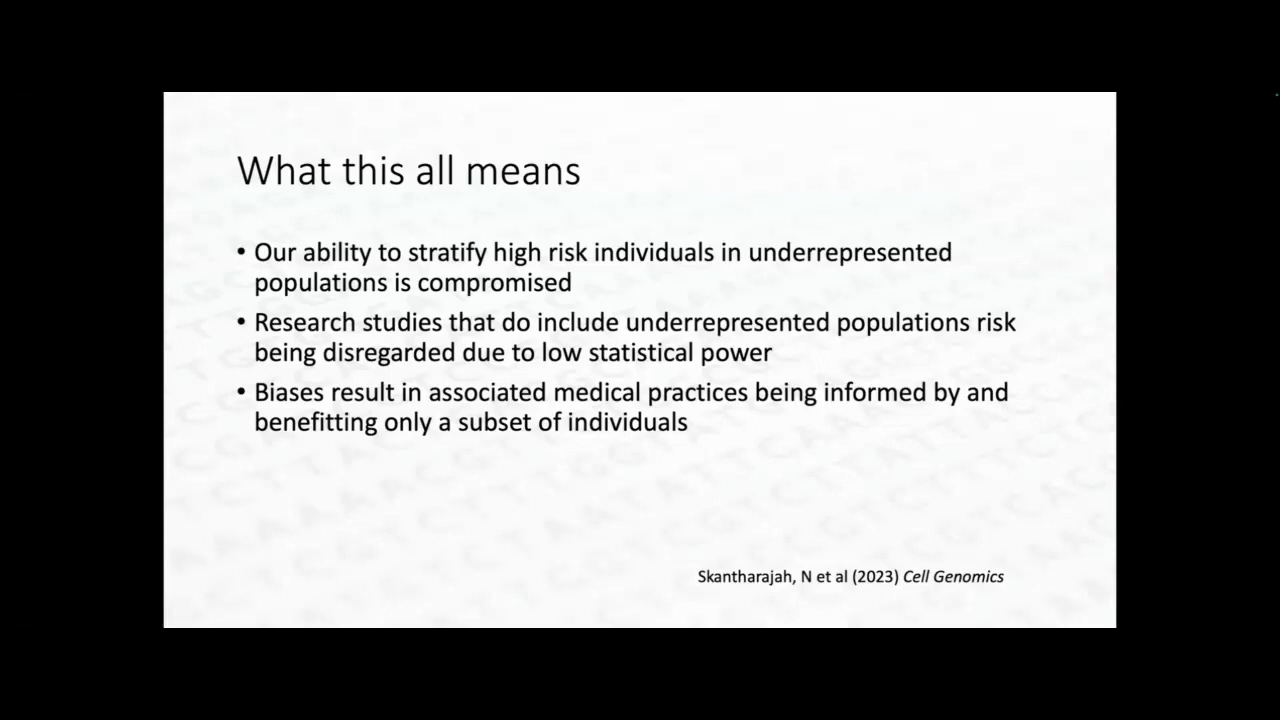 What this all means
• Our ability to stratify high risk individuals in underrepresented
populations is compromised
• Research studies that do include underrepresented populations risk
being disregarded due to low statistical power
• Biases result in associated medical practices being informed by and
benefitting only a subset of individuals
Skantharajah, N et al (2023) Cell Genomics